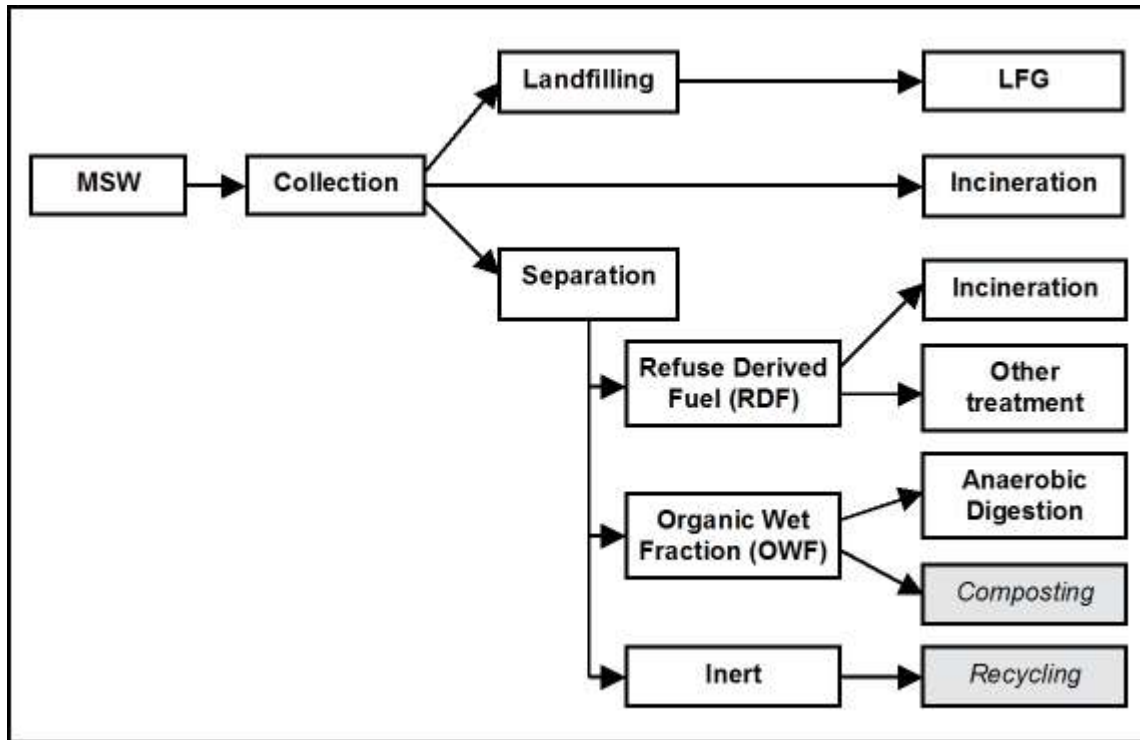 Landfilling
LFG
MSW
Collection
Incineration
Separation
Incineration
Refuse Derived
Fuel (RDF)
Other
treatment
Organic Wet
Fraction (OWF)
Anaerobic
Digestion
Composting
Inert
Recycling